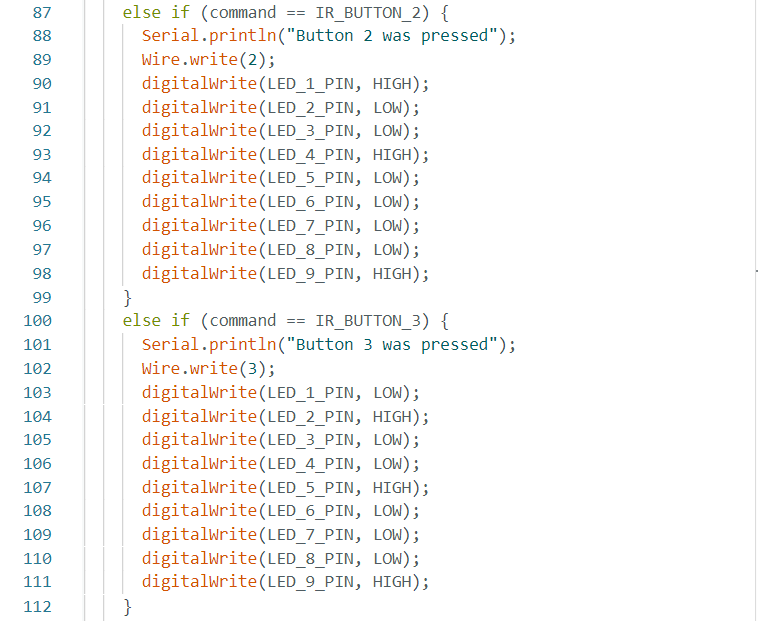 87 else if (command == IR_BUTTON_2) {
88 Serial.println("Button 2 was pressed");
89 Wire.write(2);
90 digitalWrite(LED_1_PIN, HIGH);
91 digitalWrite(LED_2_PIN, LOW);
92 digitalWrite(LED_3_PIN, LOW);
93 digitalWrite(LED_4_PIN, HIGH);
94 digitalWrite(LED_5_PIN, LOW);
95 digitalWrite(LED_6_PIN, LOW);
96 digitalWrite(LED_7_PIN, LOW);
97 digitalWrite(LED_8_PIN, LOW);
98 digitalWrite(LED_9_PIN, HIGH);
99 }
100 else if (command == IR_BUTTON_3) {
101 Serial.println("Button 3 was pressed");
102 Wire.write(3);
103 digitalWrite(LED_1_PIN, LOW);
104 digitalWrite(LED_2_PIN, HIGH);
105 digitalWrite(LED_3_PIN, LOW);
106 digitalWrite(LED_4_PIN, LOW);
107 digitalWrite(LED_5_PIN, HIGH);
108 digitalWrite(LED_6_PIN, LOW);
109 digitalWrite(LED_7_PIN, LOW);
110 digitalWrite(LED_8_PIN, LOW);
111 digitalWrite(LED_9_PIN, HIGH);
112 }